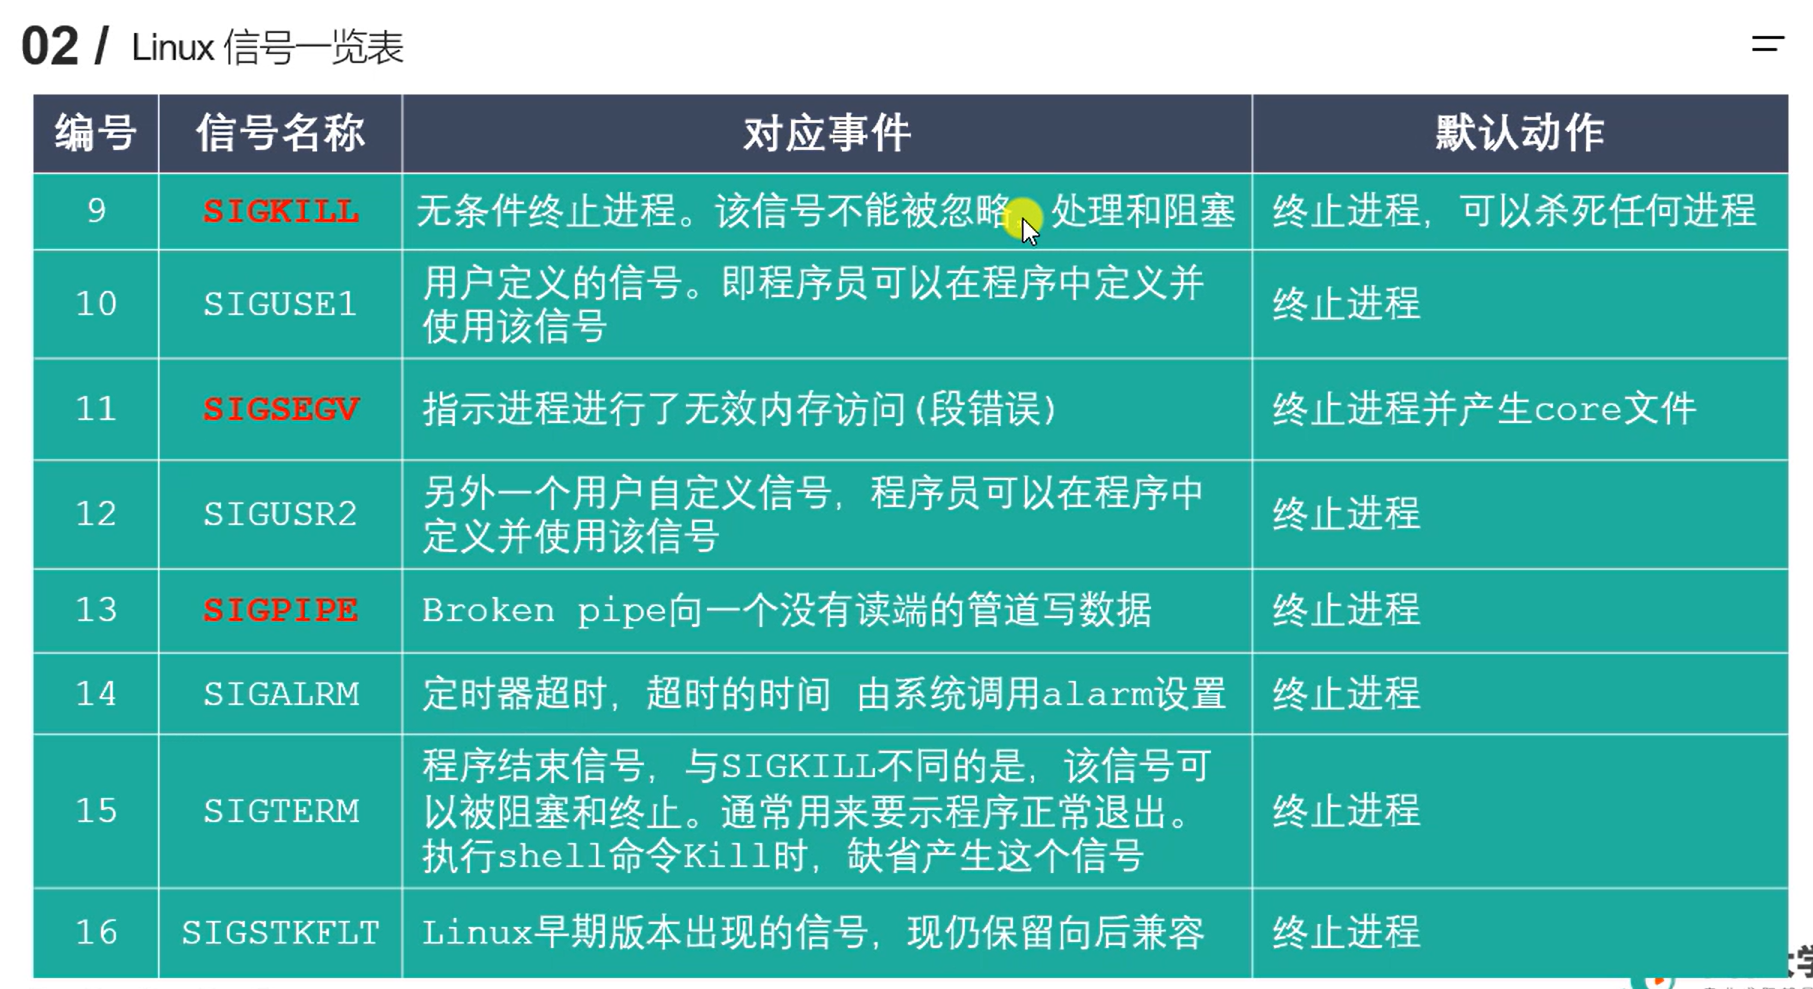 02 / Linux 信号一览表
编号 信号名称 对应事件 默认动作
9 SIGKILL 无条件终止进程。该信号不能被忽略 处理和阻塞 终止进程，可以杀死任何进程
10 SIGUSE1 用户定义的信号。即程序员可以在程序中定义并
使用该信号 终止进程
11 SIGSEGV 指示进程进行了无效内存访问(段错误) 终止进程并产生core文件
12 SIGUSR2 另外一个用户自定义信号，程序员可以在程序中
定义并使用该信号 终止进程
13 SIGPIPE Broken pipe向一个没有读端的管道写数据 终止进程
14 SIGALRM 定时器超时，超时的时间 由系统调用alarm设置 终止进程
15 SIGTERM 程序结束信号，与SIGKILL不同的是，该信号可
以被阻塞和终止。通常用来要示程序正常退出。
执行shell命令Kill时，缺省产生这个信号 终止进程
16 SIGSTKFLT Linux早期版本出现的信号，现仍保留向后兼容 终止进程